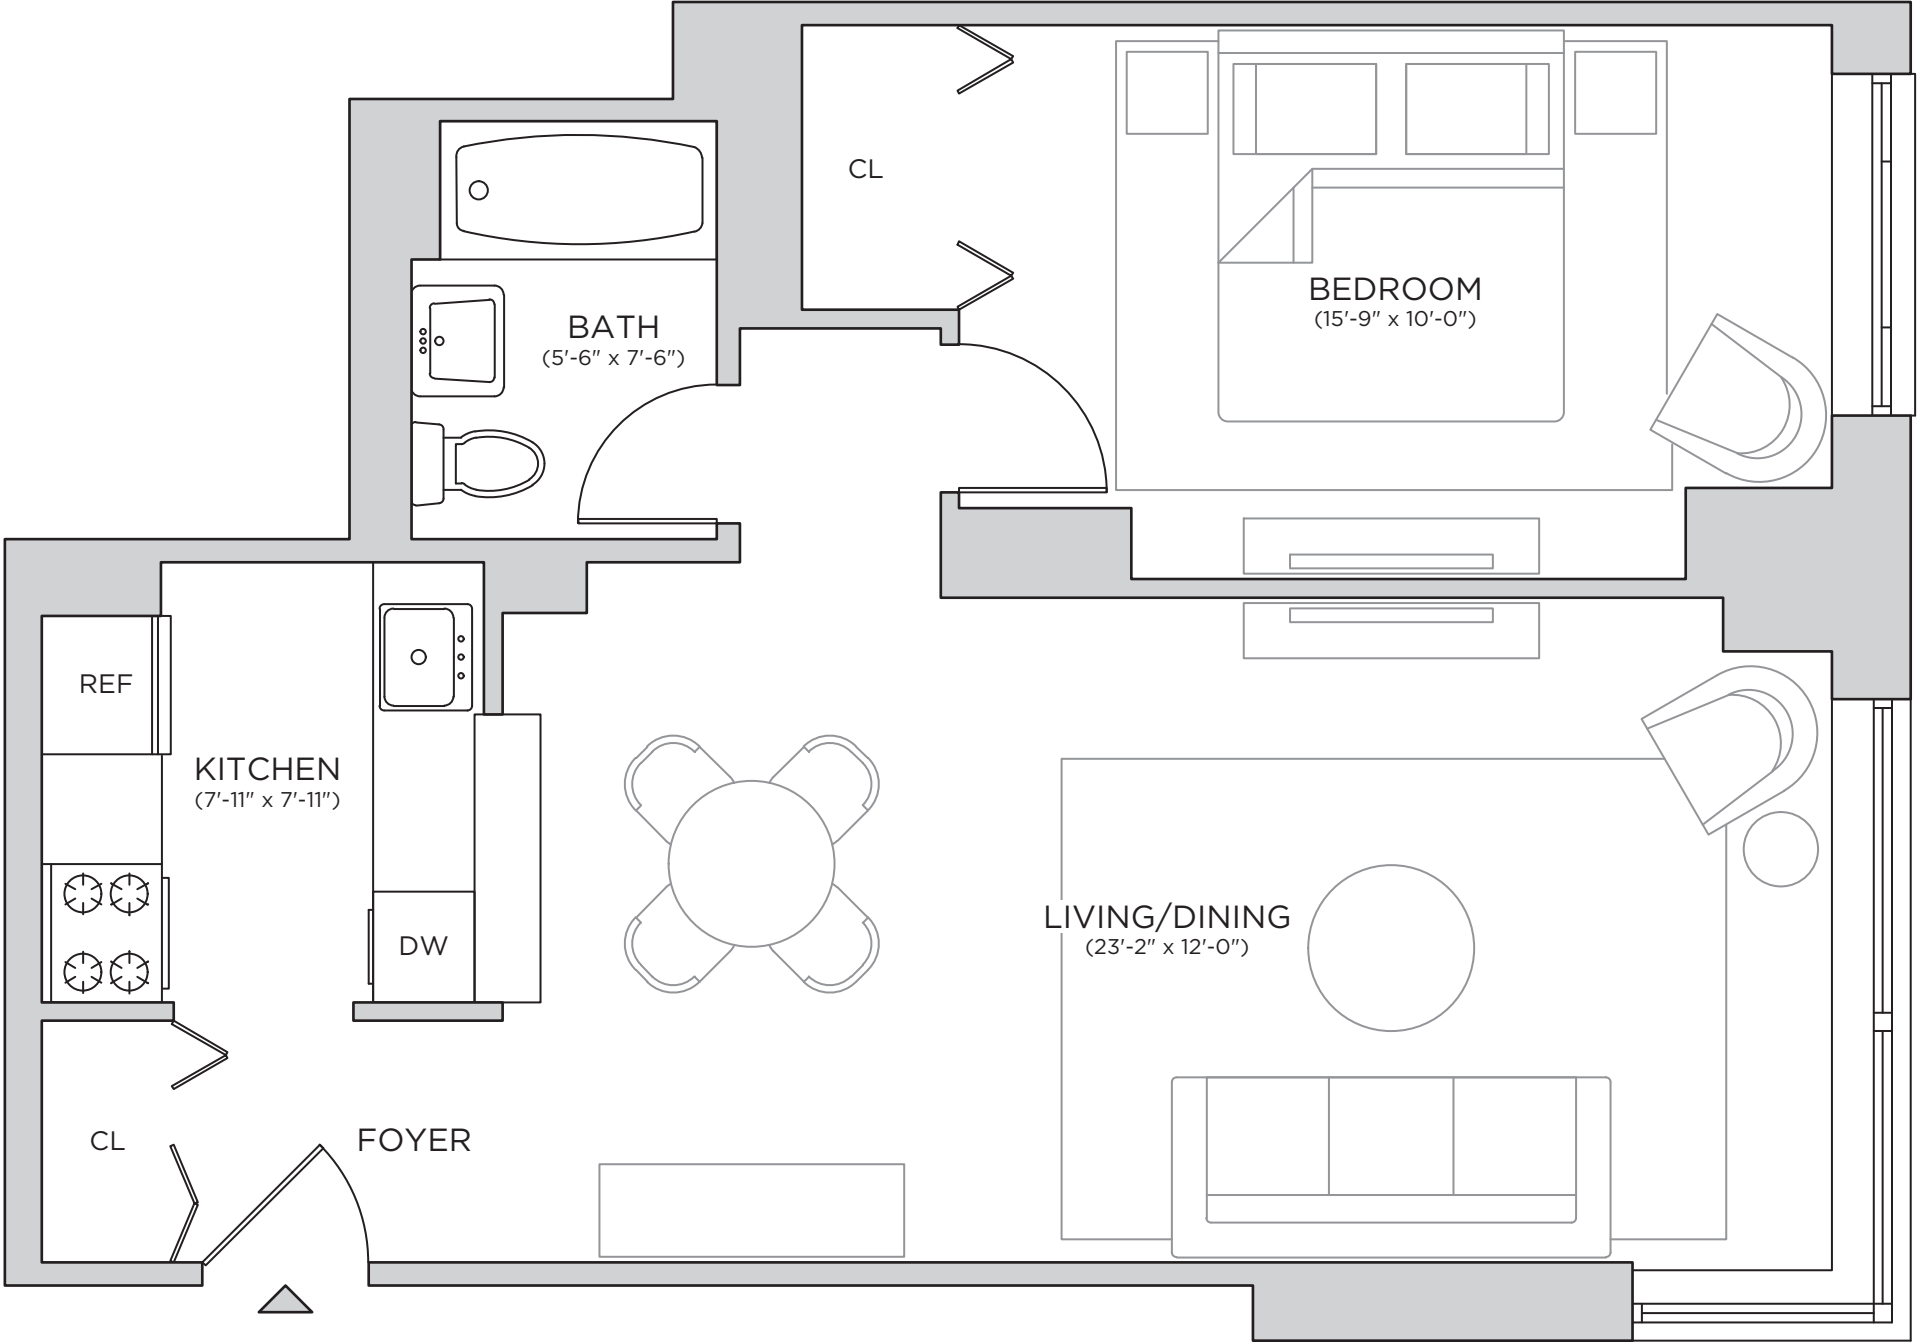 CL
BEDROOM
(15'-9" x 10'-0")
BATH
(5'-6" x 7'-6")
REF
KITCHEN
(7'-11" x 7'-11")
DW
LIVING/DINING
(23'-2" x 12'-0")
CL
FOYER